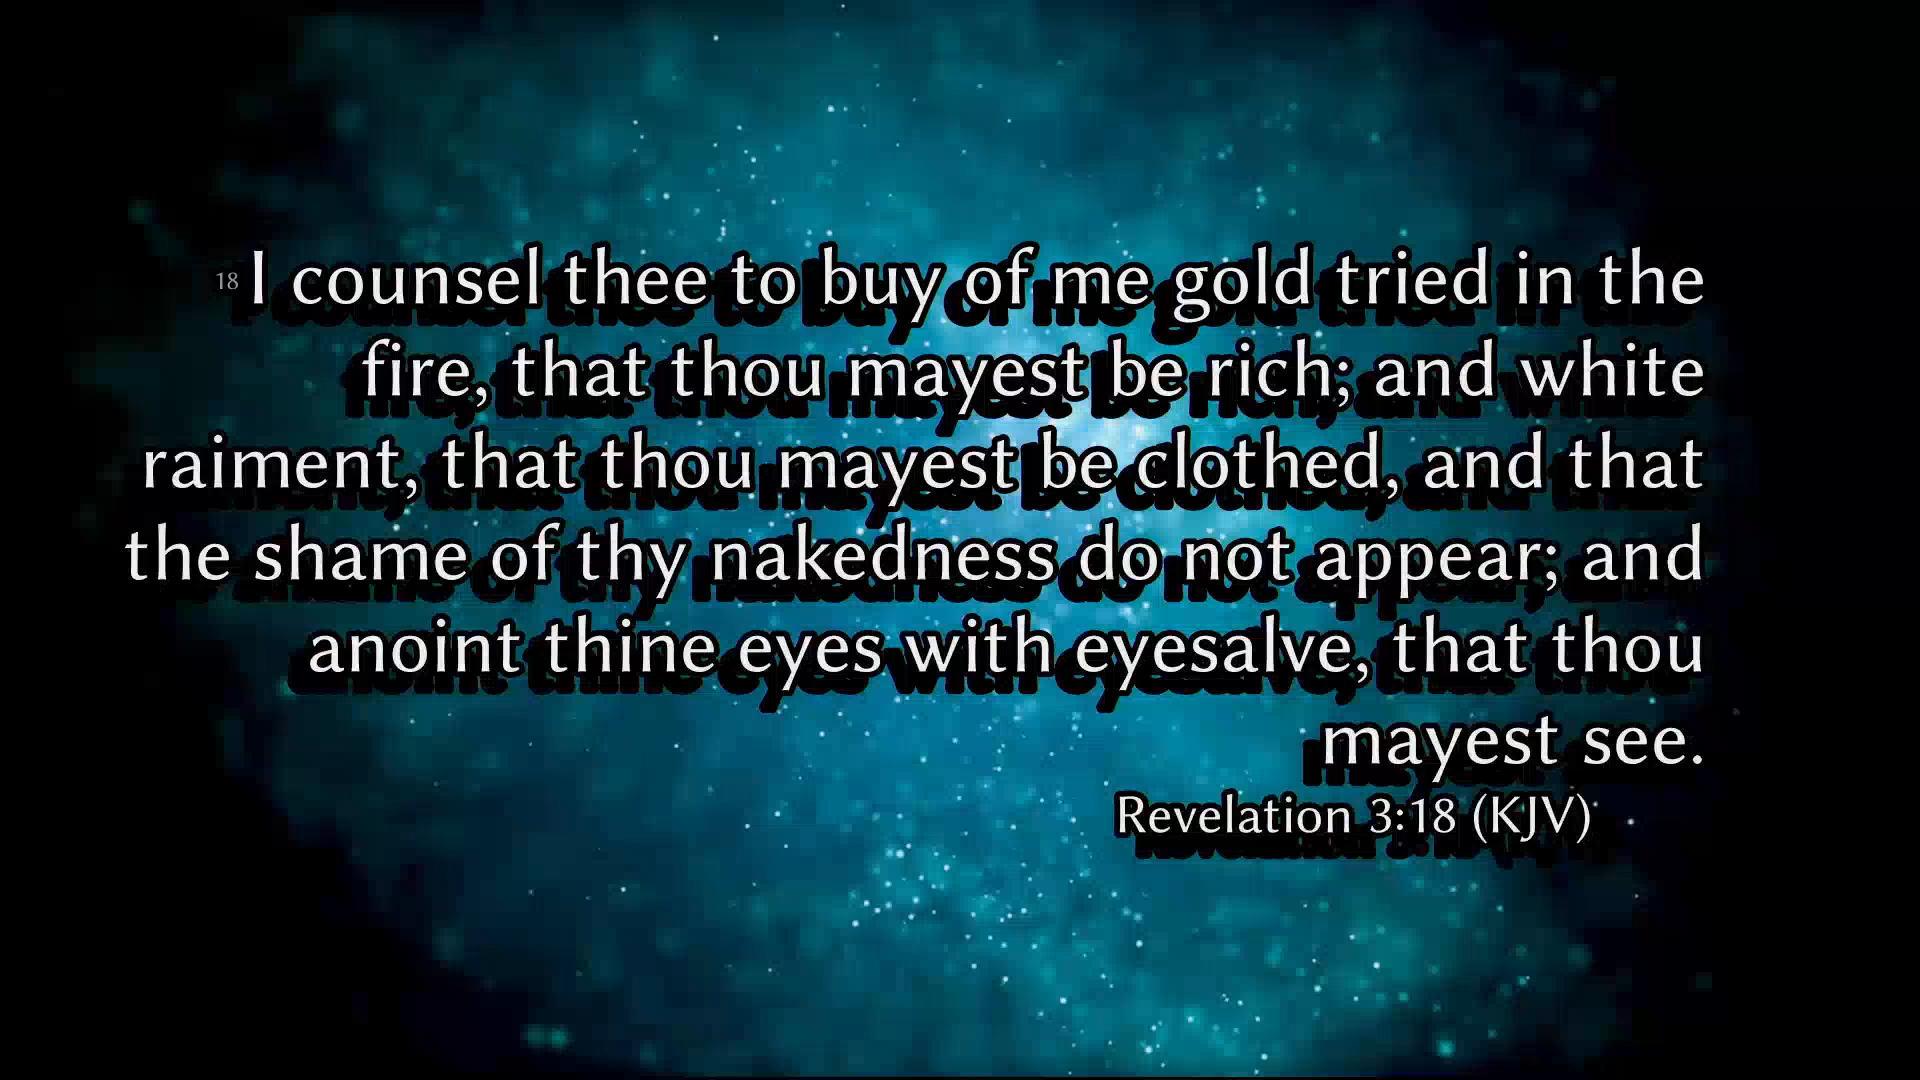 18 I counsel thee to buy of me gold tried in the
fire, that thou mayest be rich; and white
raiment, that thou mayest be clothed, and that
the shame of thy nakedness do not appear; and
anoint thine eyes with eyesalve, that thou
mayest see.
Revelation 3:18 (KJV)